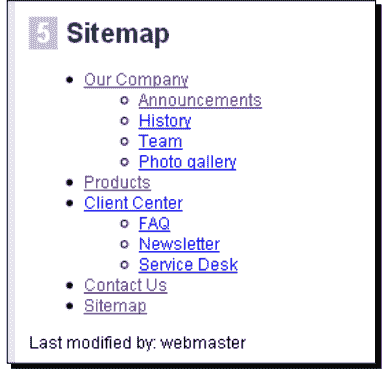 5 Sitemap
Our Company
Announcements
History
Team
Photo gallery
Products
Client Center
FAQ
Newsletter
Service Desk
Contact Us
Sitemap
Last modified by: webmaster